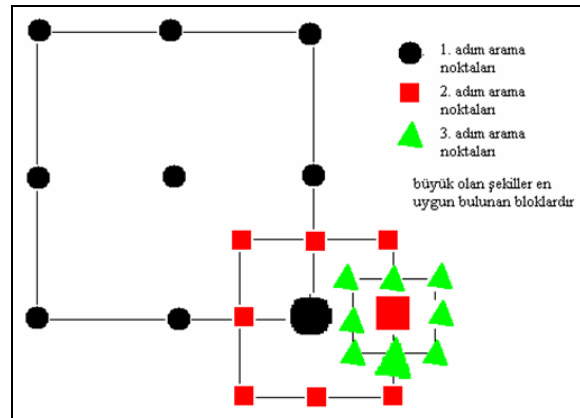 1. adım arama
noktaları
2. adım arama
noktaları
3. adım arama
noktaları
büyük olan şekiller en
uygun bulunan bloklardır